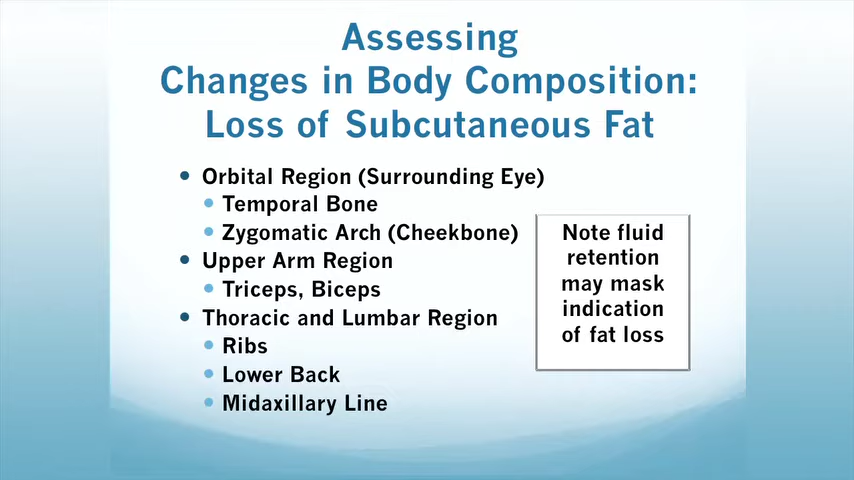 Assessing
Changes in Body Composition:
Loss of Subcutaneous Fat
• Orbital Region (Surrounding Eye)
• Temporal Bone
• Zygomatic Arch (Cheekbone)
• Upper Arm Region
• Triceps, Biceps
• Thoracic and Lumbar Region
• Ribs
• Lower Back
• Midaxillary Line
Note fluid
retention
may mask
indication
of fat loss